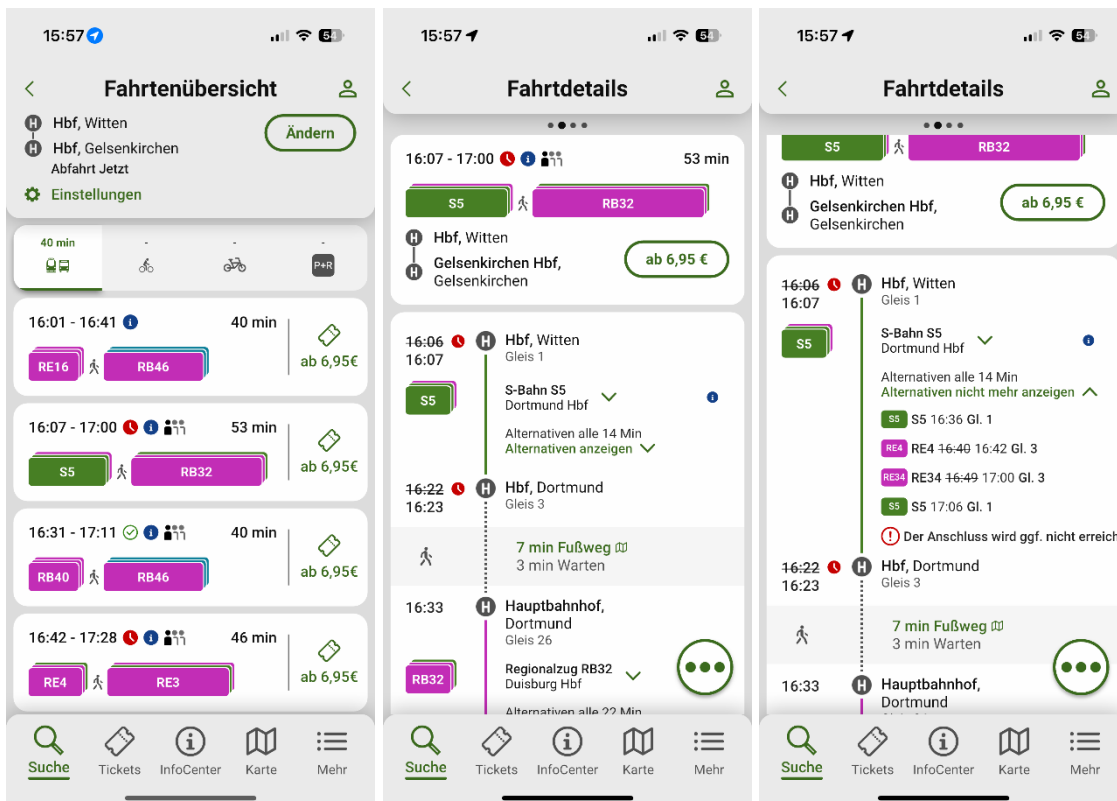 15:57
54
Fahrtenübersicht
H Hbf, Witten
H Hbf, Gelsenkirchen
Abfahrt Jetzt
Ändern
Einstellungen
40 min
-
-
-
P+R
16:01 - 16:41 i 40 min
RE16 RB46
ab 6,95€
16:07 - 17:00 i 53 min
S5 RB32
ab 6,95€
16:31 - 17:11 i 40 min
RB40 RB46
ab 6,95€
16:42 - 17:28 i 46 min
RE4 RE3
ab 6,95€
Suche Tickets InfoCenter Karte Mehr
15:57
54
Fahrtdetails
16:07 - 17:00 i 53 min
S5 RB32
H Hbf, Witten
H Gelsenkirchen Hbf,
Gelsenkirchen
ab 6,95 €
16:06 H Hbf, Witten
16:07 Gleis 1
S5
S-Bahn S5
Dortmund Hbf
i
Alternativen alle 14 Min
Alternativen anzeigen
16:22 H Hbf, Dortmund
16:23 Gleis 3
7 min Fußweg
3 min Warten
16:33 H Hauptbahnhof,
Dortmund
Gleis 26
RB32
Regionalzug RB32
Duisburg Hbf
Alternativen alle 22 Min
Suche Tickets InfoCenter Karte Mehr
15:57
54
Fahrtdetails
S5 RB32
H Hbf, Witten
H Gelsenkirchen Hbf,
Gelsenkirchen
ab 6,95 €
16:06 H Hbf, Witten
16:07 Gleis 1
S5
S-Bahn S5
Dortmund Hbf
i
Alternativen alle 14 Min
Alternativen nicht mehr anzeigen
S5 S5 16:36 Gl. 1
RE4 RE4 16:40 16:42 Gl. 3
RE34 RE34 16:49 17:00 Gl. 3
S5 S5 17:06 Gl. 1
! Der Anschluss wird ggf. nicht erreich
16:22 H Hbf, Dortmund
16:23 Gleis 3
7 min Fußweg
3 min Warten
16:33 H Hauptbahnhof,
Dortmund
Suche Tickets InfoCenter Karte Mehr